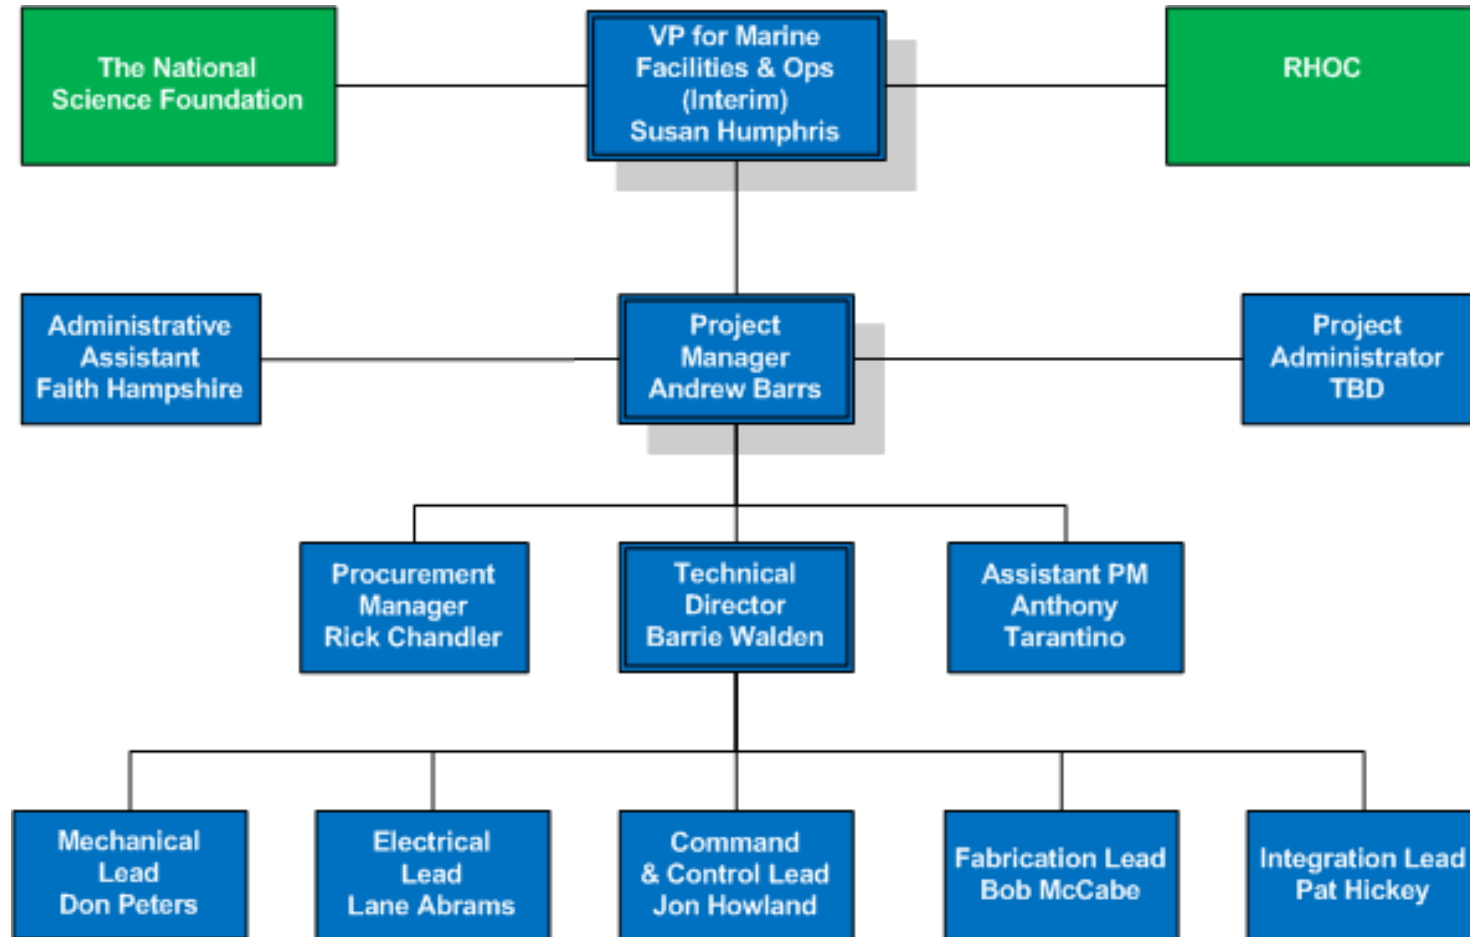 The National
Science Foundation
VP for Marine
Facilities & Ops
(Interim)
Susan Humphris
RHOC
Administrative
Assistant
Faith Hampshire
Project
Manager
Andrew Barrs
Project
Administrator
TBD
Procurement
Manager
Rick Chandler
Technical
Director
Barrie Walden
Assistant PM
Anthony
Tarantino
Mechanical
Lead
Don Peters
Electrical
Lead
Lane Abrams
Command
& Control Lead
Jon Howland
Fabrication Lead
Bob McCabe
Integration Lead
Pat Hickey